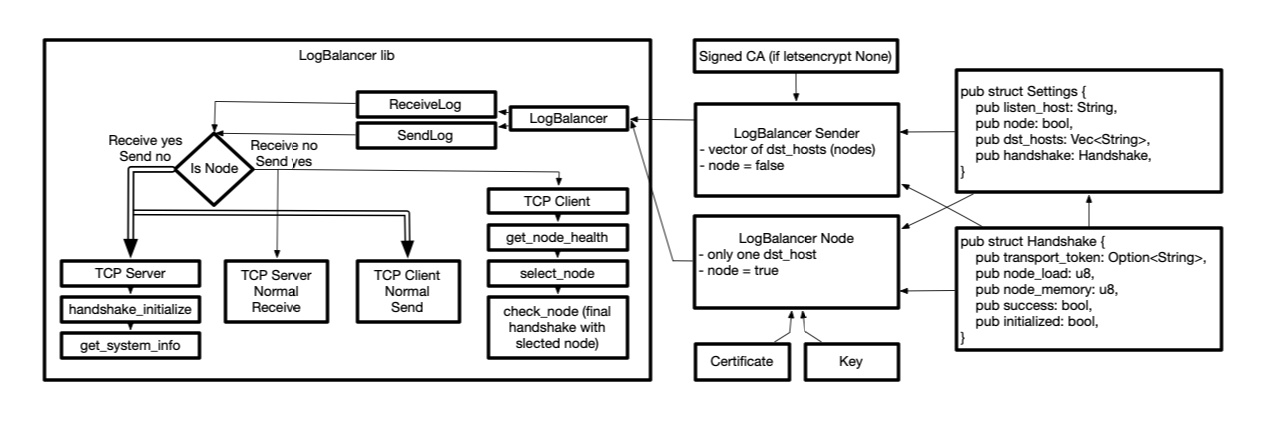 LogBalancer lib
ReceiveLog
SendLog
LogBalancer
Receive yes
Send no
Is Node
Receive no
Send yes
TCP Server
handshake_initialize
get_system_info
TCP Server
Normal
Receive
TCP Client
Normal
Send
TCP Client
get_node_health
select_node
check_node (final
handshake with
slected node)
Signed CA (if letsencrypt None)
LogBalancer Sender
- vector of dst_hosts (nodes)
- node = false
LogBalancer Node
- only one dst_host
- node = true
Certificate
Key
pub struct Settings {
pub listen_host: String,
pub node: bool,
pub dst_hosts: Vec<String>,
pub handshake: Handshake,
}
pub struct Handshake {
pub transport_token: Option<String>,
pub node_load: u8,
pub node_memory: u8,
pub success: bool,
pub initialized: bool,
}